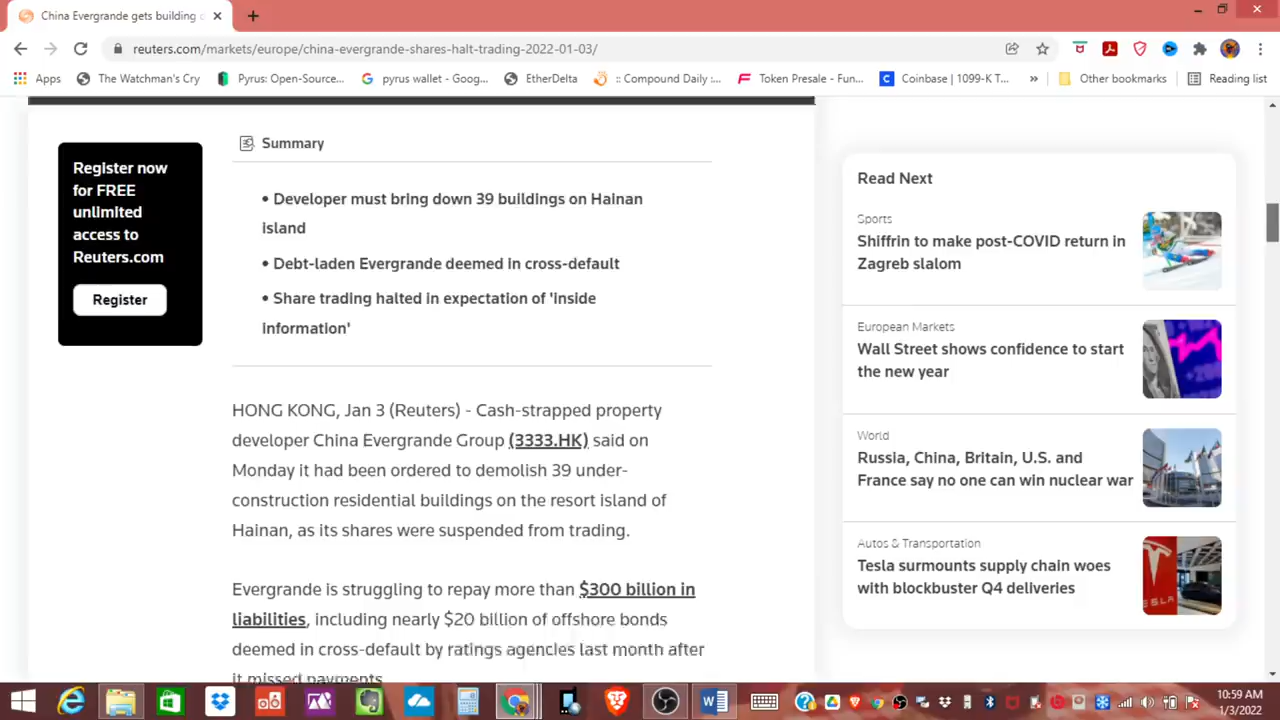 China Evergrande gets building
reuters.com/markets/europe/china-evergrande-shares-halt-trading-2022-01-03/
Apps
The Watchman's Cry
Pyrus: Open-Source...
pyrus wallet - Goog...
EtherDelta
:: Compound Daily :...
Token Presale - Fun...
Coinbase | 1099-K T...
»
Other bookmarks
Reading list
Register now
for FREE
unlimited
access to
Reuters.com
Register
Summary
• Developer must bring down 39 buildings on Hainan
island
• Debt-laden Evergrande deemed in cross-default
• Share trading halted in expectation of 'inside
information'
HONG KONG, Jan 3 (Reuters) - Cash-strapped property
developer China Evergrande Group (3333.HK) said on
Monday it had been ordered to demolish 39 under-
construction residential buildings on the resort island of
Hainan, as its shares were suspended from trading.
Evergrande is struggling to repay more than $300 billion in
liabilities, including nearly $20 billion of offshore bonds
deemed in cross-default by ratings agencies last month after
it missed payments
Read Next
Sports
Shiffrin to make post-COVID return in
Zagreb slalom
European Markets
Wall Street shows confidence to start
the new year
World
Russia, China, Britain, U.S. and
France say no one can win nuclear war
Autos & Transportation
Tesla surmounts supply chain woes
with blockbuster Q4 deliveries
10:59 AM
1/3/2022